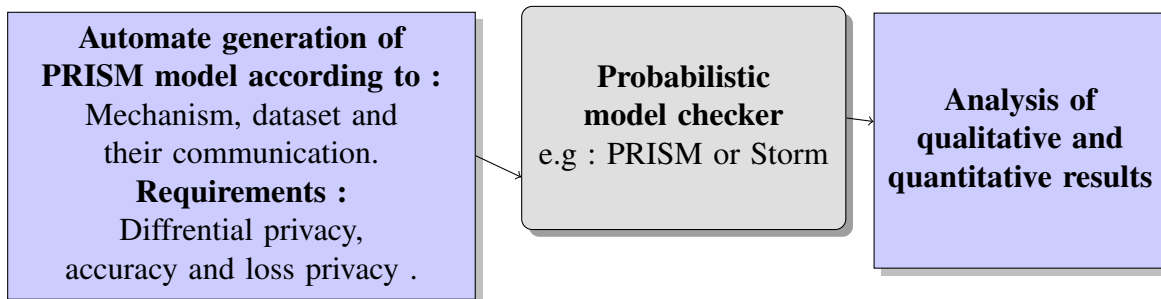 Automate generation of
PRISM model according to :
Mechanism, dataset and
their communication.
Requirements :
Diffrential privacy,
accuracy and loss privacy .
Probabilistic
model checker
e.g : PRISM or Storm
Analysis of
qualitative and
quantitative results